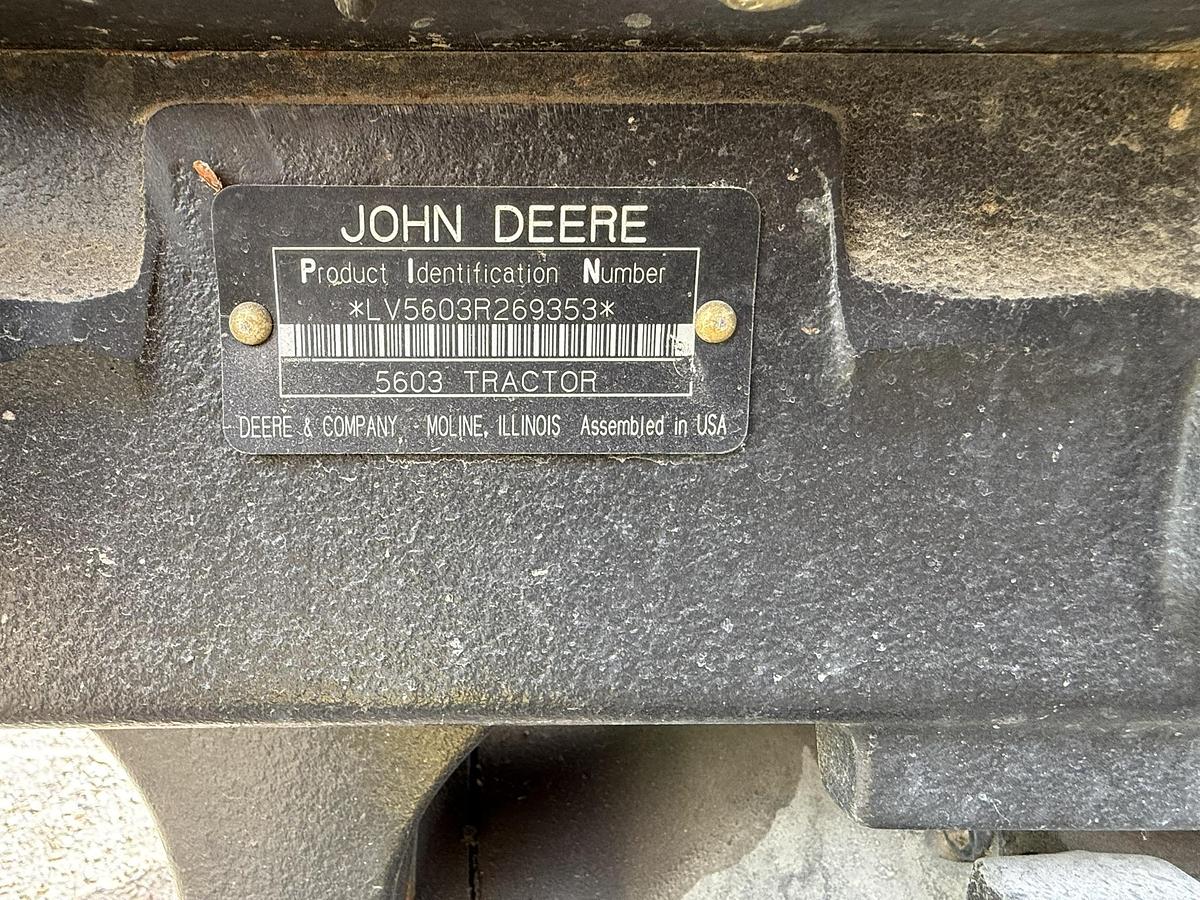 JOHN DEERE
Product Identification Number
*LV5603R269353*
5603 TRACTOR
DEERE & COMPANY, - MOLINE, ILLINOIS Assembled in USA